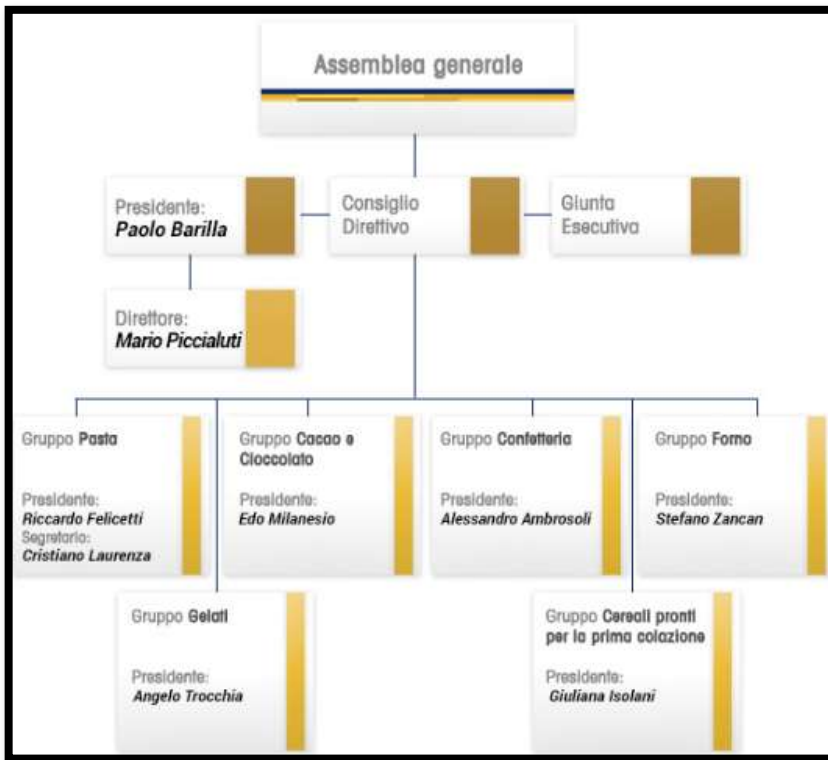 Assemblea generale
Presidente:
Paolo Barilla
Consiglio
Direttivo
Giunta
Esecutiva
Direttore:
Mario Piccialuti
Gruppo Pasta
Presidente:
Riccardo Felicetti
Segretario:
Cristiano Laurenza
Gruppo Cacao e
Cioccolato
Presidente:
Edo Milanesio
Gruppo Confetteria
Presidente:
Alessandro Ambrosoli
Gruppo Forno
Presidente:
Stefano Zancan
Gruppo Gelati
Presidente:
Angelo Trocchia
Gruppo Cereali pronti
per la prima colazione
Presidente:
Giuliana Isolani